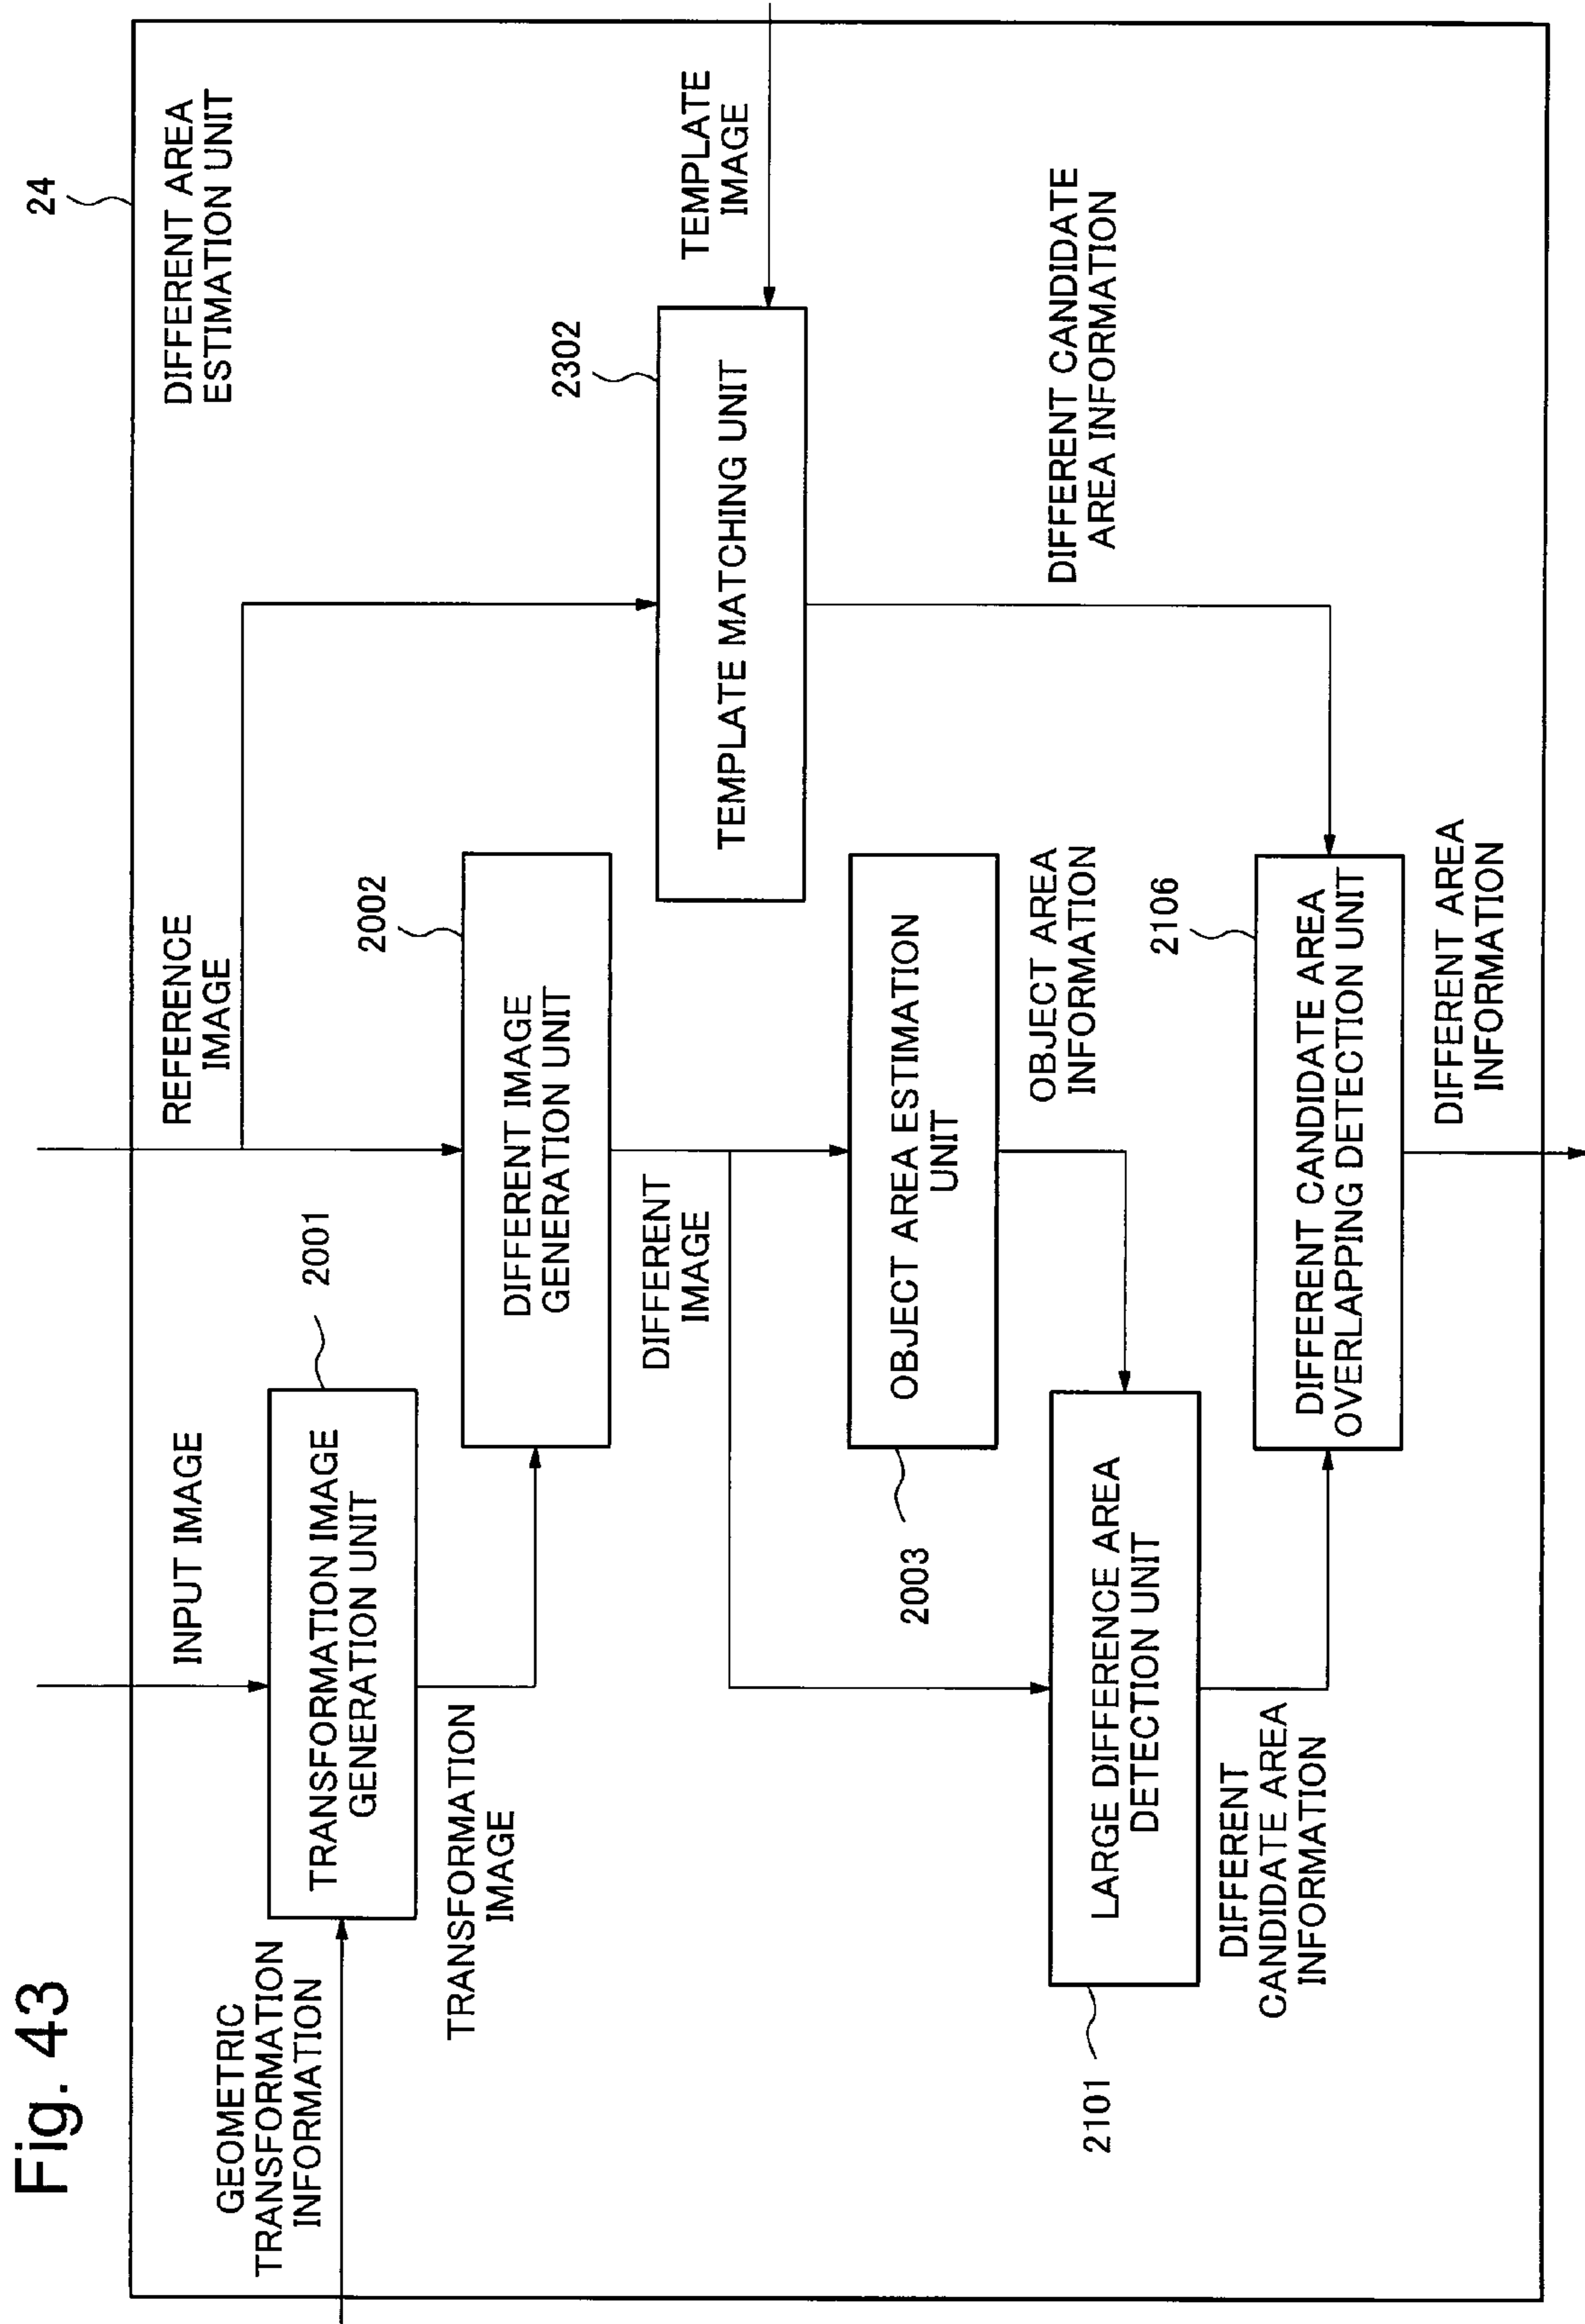 Fig. 43
24
DIFFERENT AREA
ESTIMATION UNIT
INPUT IMAGE
REFERENCE
IMAGE
GEOMETRIC
TRANSFORMATION
INFORMATION
2001
TRANSFORMATION IMAGE
GENERATION UNIT
TRANSFORMATION
IMAGE
2002
DIFFERENT IMAGE
GENERATION UNIT
DIFFERENT
IMAGE
2302
TEMPLATE MATCHING UNIT
TEMPLATE
IMAGE
2003
OBJECT AREA ESTIMATION
UNIT
OBJECT AREA
INFORMATION
DIFFERENT CANDIDATE
AREA INFORMATION
2101
LARGE DIFFERENCE AREA
DETECTION UNIT
DIFFERENT
CANDIDATE AREA
INFORMATION
2106
DIFFERENT CANDIDATE AREA
OVERLAPPING DETECTION UNIT
DIFFERENT AREA
INFORMATION